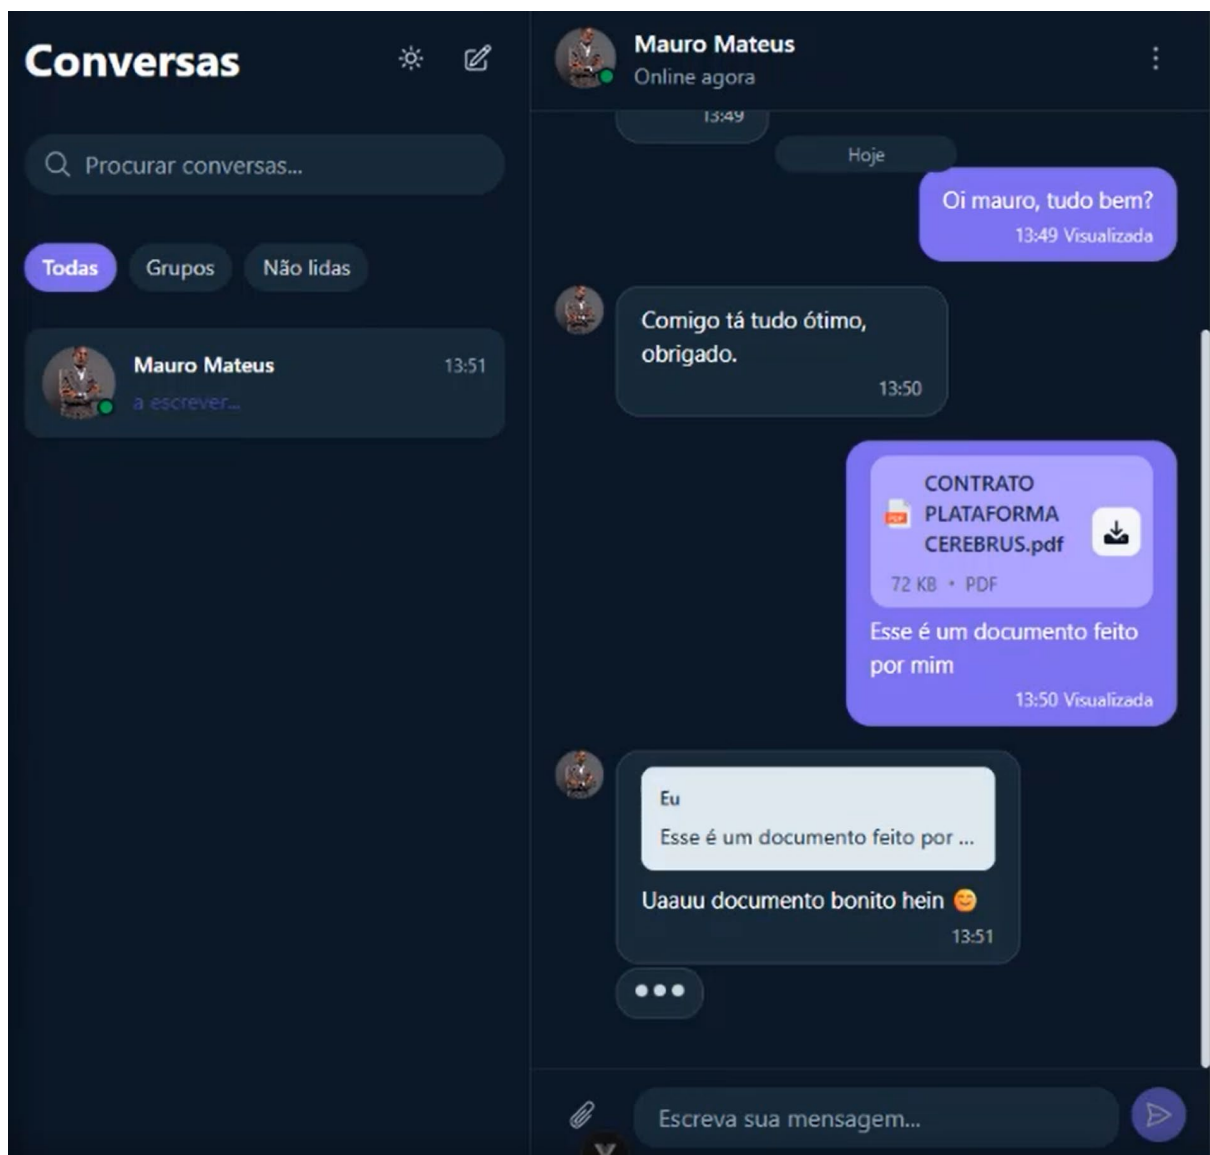 Conversas
Procurar conversas...
Todas
Grupos
Não lidas
Mauro Mateus
13:51
a escrever...
Mauro Mateus
Online agora
13:49
Hoje
Oi mauro, tudo bem?
13:49 Visualizada
Comigo tá tudo ótimo,
obrigado.
13:50
CONTRATO
PLATAFORMA
CEREBRUS.pdf
72 KB • PDF
Esse é um documento feito
por mim
13:50 Visualizada
Eu
Esse é um documento feito por ...
Uaauu documento bonito hein 😊
13:51
Escreva sua mensagem...